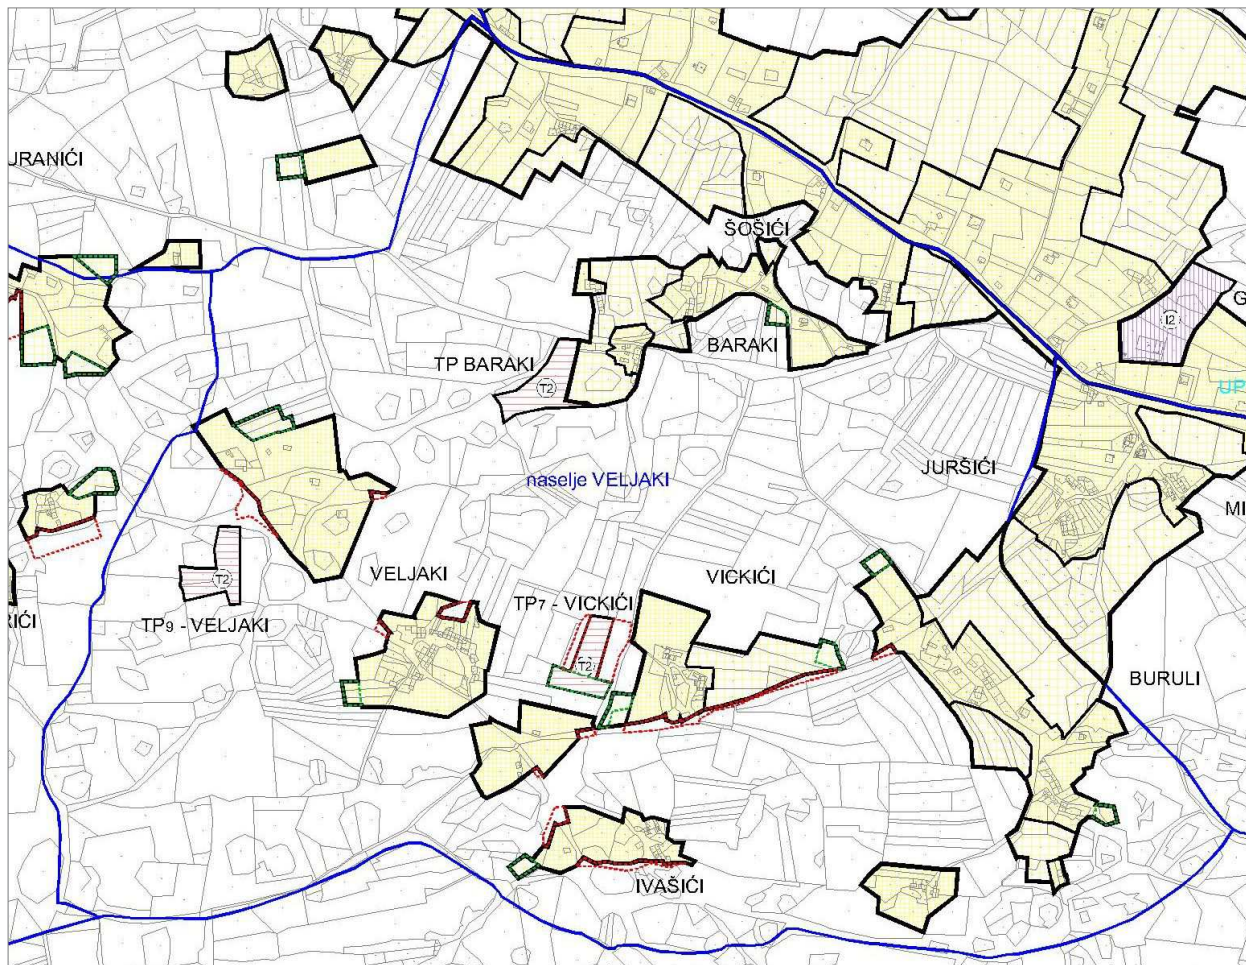 URANIĆI
ŠOŠIĆI
G
I2
BARAKI
TP BARAKI
T2
UP
JURŠIĆI
naselje VELJAKI
MI
VELJAKI
VICKIĆI
T2
TP7 - VICKIĆI
RIĆI
TP9 - VELJAKI
T2
BURULI
IVAŠIĆI